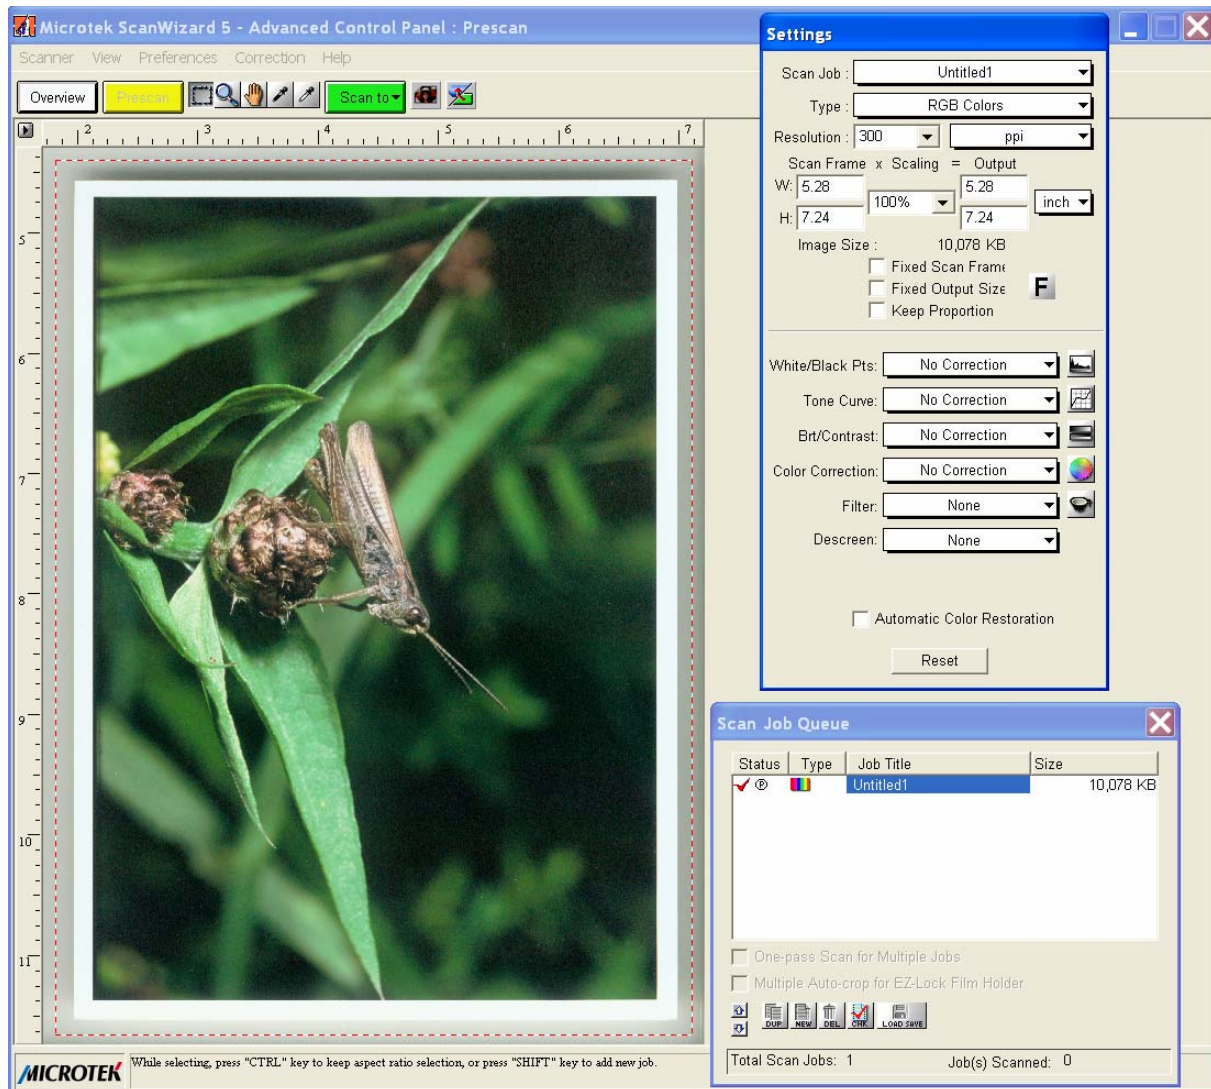 Microtek ScanWizard 5 - Advanced Control Panel : Prescan
Scanner View Preferences Correction Help
Overview Prescan Scan to
2 3 4 5 6 7
5
6
7
8
9
10
11
MICROTEK While selecting, press "CTRL" key to keep aspect ratio selection, or press "SHIFT" key to add new job.
Settings
Scan Job : Untitled1
Type : RGB Colors
Resolution : 300 ppi
Scan Frame x Scaling = Output
W: 5.28 5.28
100% inch
H: 7.24 7.24
Image Size : 10,078 KB
Fixed Scan Frame
Fixed Output Size F
Keep Proportion
White/Black Pts: No Correction
Tone Curve: No Correction
Brt/Contrast: No Correction
Color Correction: No Correction
Filter: None
Descreen: None
Automatic Color Restoration
Reset
Scan Job Queue
Status Type Job Title Size
P Untitled1 10,078 KB
One-pass Scan for Multiple Jobs
Multiple Auto-crop for EZ-Lock Film Holder
DUP NEW DEL CHK LOAD SAVE
Total Scan Jobs: 1 Job(s) Scanned: 0